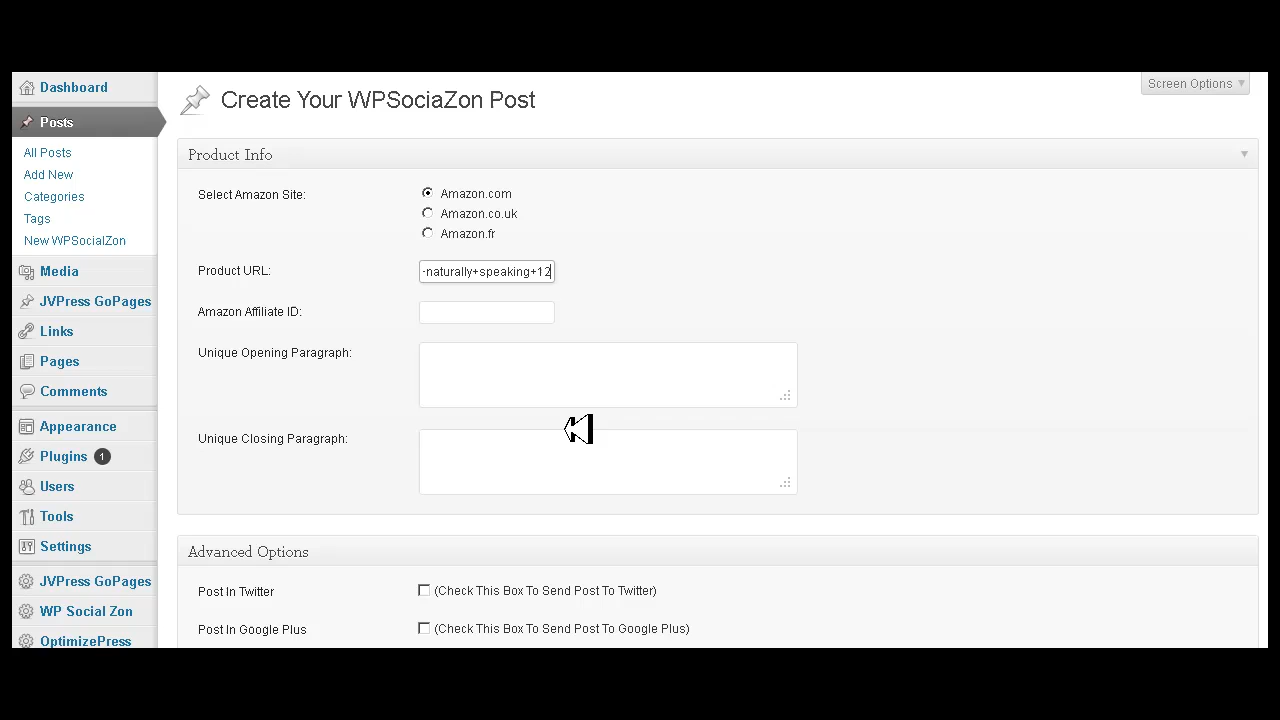 Dashboard
Posts
All Posts
Add New
Categories
Tags
New WPSocialZon
Media
JVPress GoPages
Links
Pages
Comments
Appearance
Plugins 1
Users
Tools
Settings
JVPress GoPages
WP Social Zon
OptimizePress
Screen Options
Create Your WPSociaZon Post
Product Info
Select Amazon Site:
Amazon.com
Amazon.co.uk
Amazon.fr
Product URL: -naturally+speaking+12
Amazon Affiliate ID:
Unique Opening Paragraph:
Unique Closing Paragraph:
Advanced Options
Post In Twitter (Check This Box To Send Post To Twitter)
Post In Google Plus (Check This Box To Send Post To Google Plus)